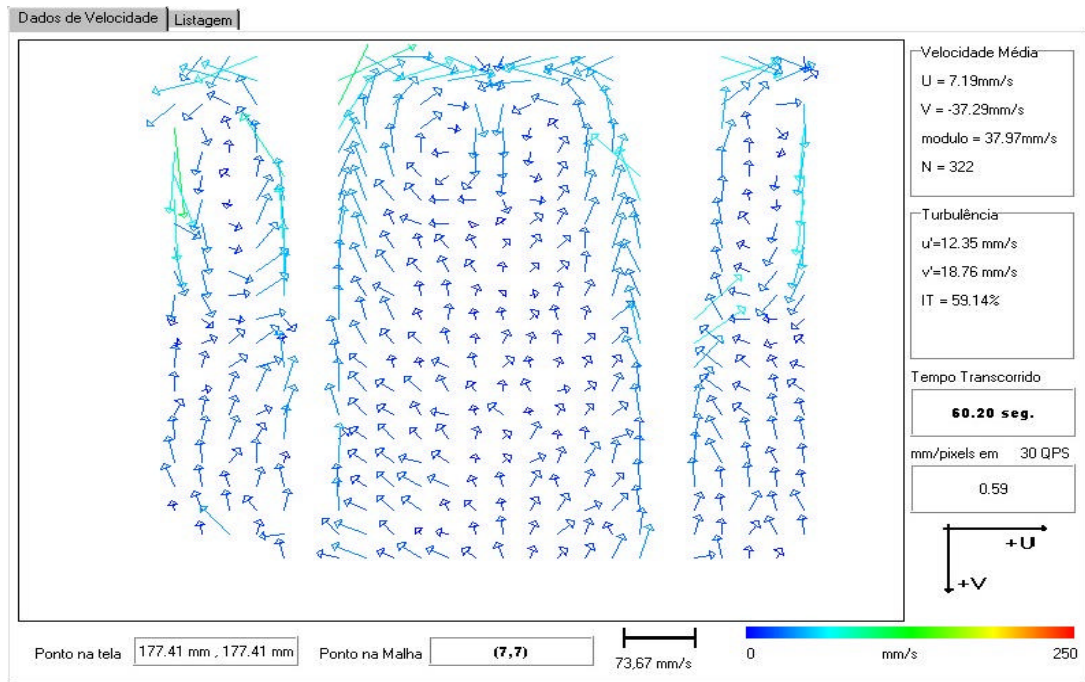 Dados de Velocidade Listagem
Velocidade Média
U = 7.19mm/s
V = -37.29mm/s
modulo = 37.97mm/s
N = 322
Turbulência
u'=12.35 mm/s
v'=18.76 mm/s
IT = 59.14%
Tempo Transcorrido
60.20 seg.
mm/pixels em 30 QPS
0.59
+U
+V
Ponto na tela 177.41 mm , 177.41 mm Ponto na Malha (7,7) 73,67 mm/s 0 mm/s 250